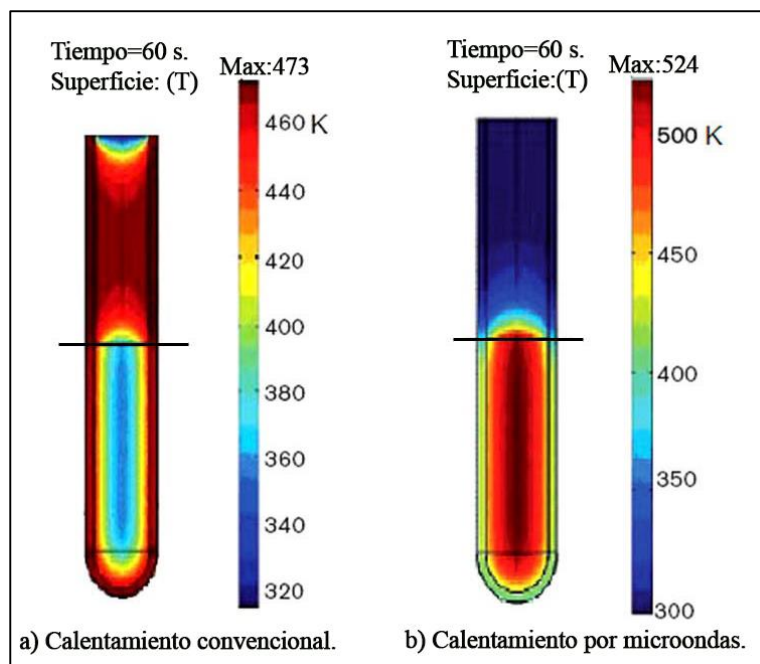 Tiempo=60 s.
Superficie: (T)
Max:473
460 K
440
420
400
380
360
340
320
a) Calentamiento convencional.
Tiempo=60 s.
Superficie:(T)
Max:524
500 K
450
400
350
300
b) Calentamiento por microondas.